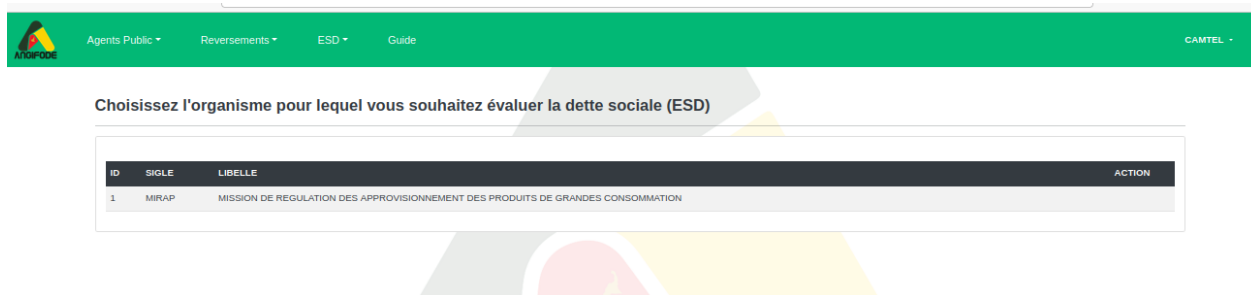 ANGIFODE
Agents Public Reversements ESD Guide CAMTEL
Choisissez l'organisme pour lequel vous souhaitez évaluer la dette sociale (ESD)
ID SIGLE LIBELLE ACTION
1 MIRAP MISSION DE REGULATION DES APPROVISIONNEMENT DES PRODUITS DE GRANDES CONSOMMATION